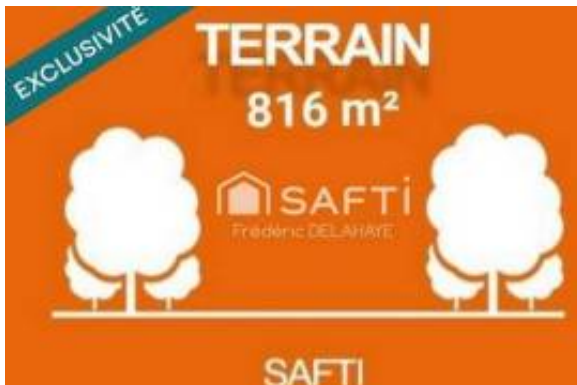 EXCLUSIVITÉ
TERRAIN
816 m²
SAFTi
Frédéric DELAHAYE
SAFTI